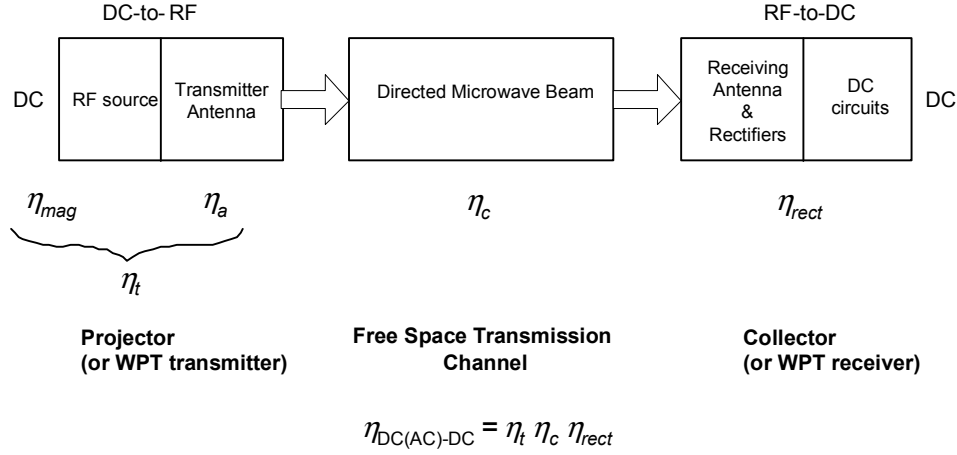 DC-to- RF
RF-to-DC
DC
RF source
Transmitter
Antenna
Directed Microwave Beam
Receiving
Antenna
&
Rectifiers
DC
circuits
DC
η_mag
η_a
η_c
η_rect
η_t
Projector
(or WPT transmitter)
Free Space Transmission
Channel
Collector
(or WPT receiver)
η_DC(AC)-DC = η_t η_c η_rect